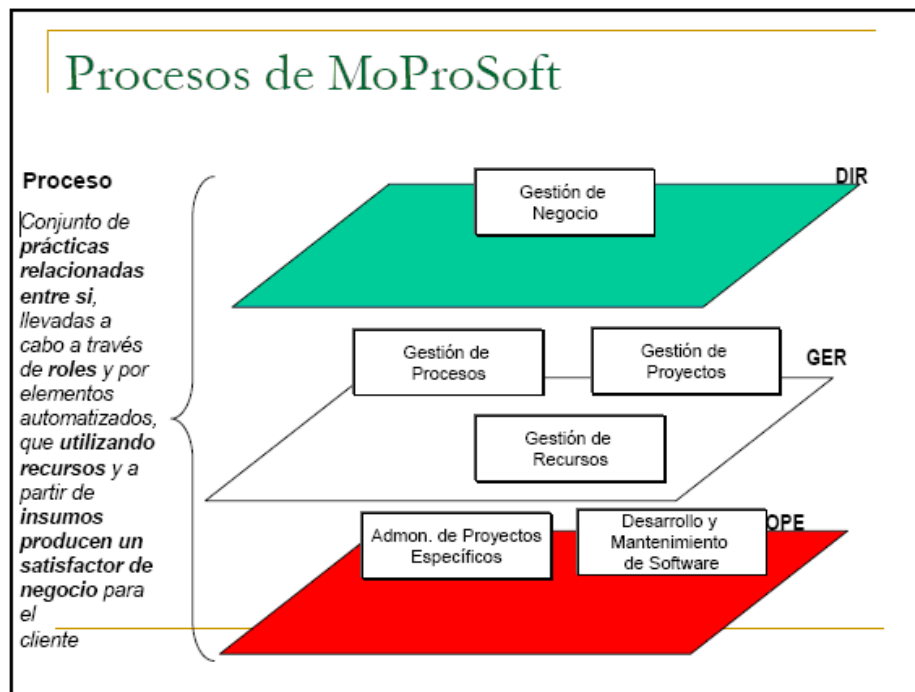 Procesos de MoProSoft
Proceso
Conjunto de
prácticas
relacionadas
entre si,
llevadas a
cabo a través
de roles y por
elementos
automatizados,
que utilizando
recursos y a
partir de
insumos
producen un
satisfactor de
negocio para
el
cliente
DIR
Gestión de
Negocio
Gestión de
Procesos
Gestión de
Proyectos
GER
Gestión de
Recursos
Admon. de Proyectos
Específicos
Desarrollo y
Mantenimiento
de Software
OPE